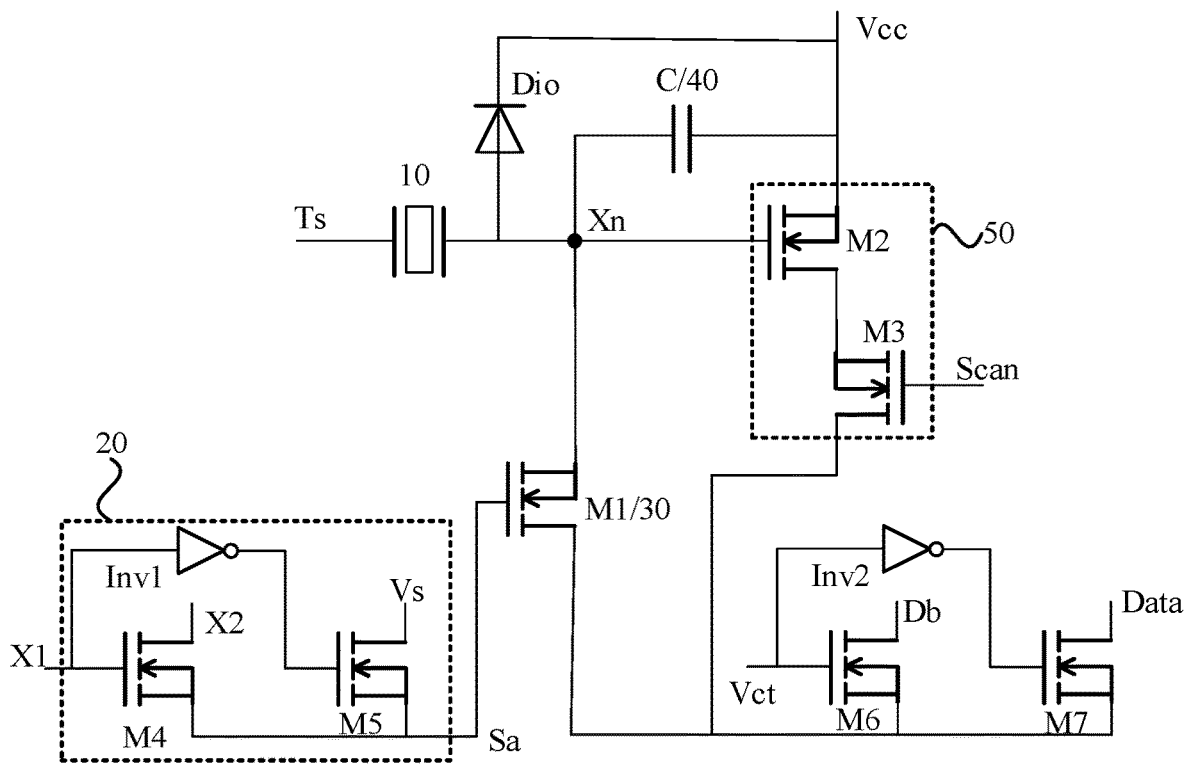 Vcc
Dio
C/40
10
Ts
Xn
M2
50
M3
Scan
20
M1/30
Inv1
Vs
X2
X1
M4
M5
Sa
Inv2
Db
Data
Vct
M6
M7